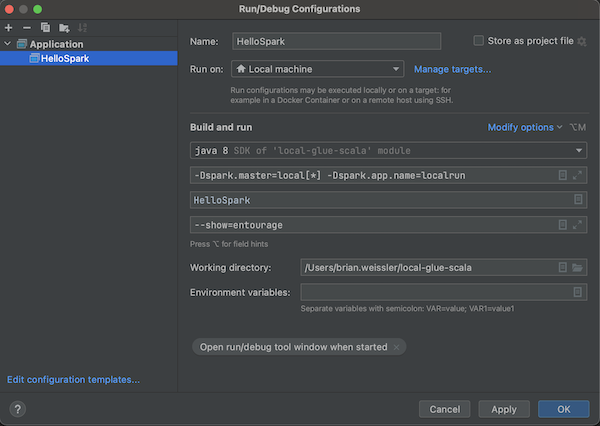 Run/Debug Configurations
Application
HelloSpark
Name: HelloSpark
Store as project file
Run on: Local machine
Manage targets...
Run configurations may be executed locally or on a target: for
example in a Docker Container or on a remote host using SSH.
Build and run
Modify options ⌥M
java 8 SDK of 'local-glue-scala' module
-Dspark.master=local[*] -Dspark.app.name=localrun
HelloSpark
--show=entourage
Press ⌥ for field hints
Working directory: /Users/brian.weissler/local-glue-scala
Environment variables:
Separate variables with semicolon: VAR=value; VAR1=value1
Open run/debug tool window when started ×
Edit configuration templates...
?
Cancel
Apply
OK